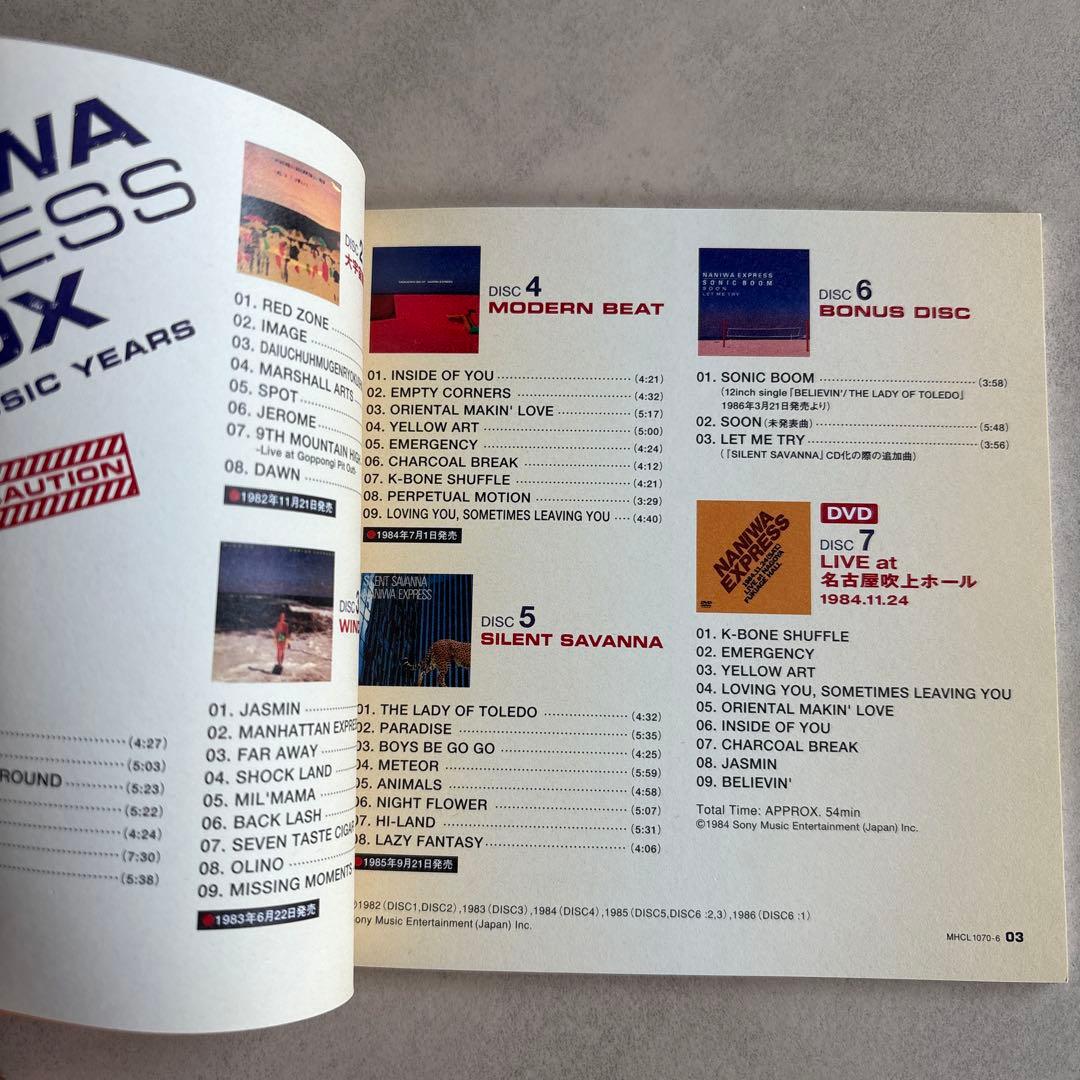 WA
ESS
OX
SIC YEARS
CAUTION
(4:27)
(5:03)
ROUND (5:23)
(5:22)
(4:24)
(7:30)
(5:38)
DISC 2
大宇
01. RED ZONE
02. IMAGE
03. DAIUCHUHMUGENRYOKU
04. MARSHALL ARTS
05. SPOT
06. JEROME
07. 9TH MOUNTAIN HIGH
-Live at Goppongi Pit Out-
08. DAWN
1982年11月21日発売
DISC 3
WIN
01. JASMIN
02. MANHATTAN EXPRE
03. FAR AWAY
04. SHOCK LAND
05. MIL'MAMA
06. BACK LASH
07. SEVEN TASTE CIGAR
08. OLINO
09. MISSING MOMENTS
1983年6月22日発売
DISC 4
MODERN BEAT
01. INSIDE OF YOU (4:21)
02. EMPTY CORNERS (4:32)
03. ORIENTAL MAKIN' LOVE (5:17)
04. YELLOW ART (5:00)
05. EMERGENCY (4:24)
06. CHARCOAL BREAK (4:12)
07. K-BONE SHUFFLE (4:21)
08. PERPETUAL MOTION (3:29)
09. LOVING YOU, SOMETIMES LEAVING YOU (4:40)
1984年7月1日発売
SILENT SAVANNA
NANIWA EXPRESS
DISC 5
SILENT SAVANNA
01. THE LADY OF TOLEDO (4:32)
02. PARADISE (5:35)
03. BOYS BE GO GO (4:25)
04. METEOR (5:59)
05. ANIMALS (4:58)
06. NIGHT FLOWER (5:07)
07. HI-LAND (5:31)
08. LAZY FANTASY (4:06)
1985年9月21日発売
℗1982(DISC1,DISC2),1983(DISC3),1984(DISC4),1985(DISC5,DISC6 :2,3),1986(DISC6 :1)
Sony Music Entertainment (Japan) Inc.
NANIWA EXPRESS
SONIC BOOM
SOON
LET ME TRY
DISC 6
BONUS DISC
01. SONIC BOOM (3:58)
(12inch single『BELIEVIN'/THE LADY OF TOLEDO』
1986年3月21日発売より)
02. SOON(未発表曲) (5:48)
03. LET ME TRY (3:56)
(『SILENT SAVANNA』CD化の際の追加曲)
NANIWA
EXPRESS
1984.11.24(SAT.)
LIVE at NAGOYA
FUKIAGE HALL
DVD
DISC 7
LIVE at
名古屋吹上ホール
1984.11.24
01. K-BONE SHUFFLE
02. EMERGENCY
03. YELLOW ART
04. LOVING YOU, SOMETIMES LEAVING YOU
05. ORIENTAL MAKIN' LOVE
06. INSIDE OF YOU
07. CHARCOAL BREAK
08. JASMIN
09. BELIEVIN'
Total Time: APPROX. 54min
©1984 Sony Music Entertainment (Japan) Inc.
MHCL 1070-6 03